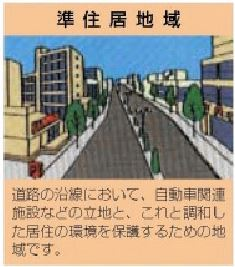 準住居地域
道路の沿線において、自動車関連
施設などの立地と、これと調和し
た居住の環境を保護するための地
域です。